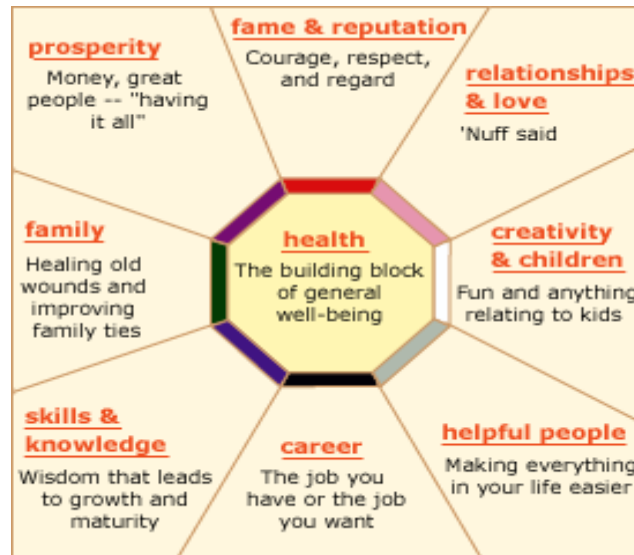 prosperity
Money, great
people -- "having
it all"
fame & reputation
Courage, respect,
and regard
relationships
& love
'Nuff said
family
Healing old
wounds and
improving
family ties
health
The building block
of general
well-being
creativity
& children
Fun and anything
relating to kids
skills &
knowledge
Wisdom that leads
to growth and
maturity
career
The job you
have or the job
you want
helpful people
Making everything
in your life easier